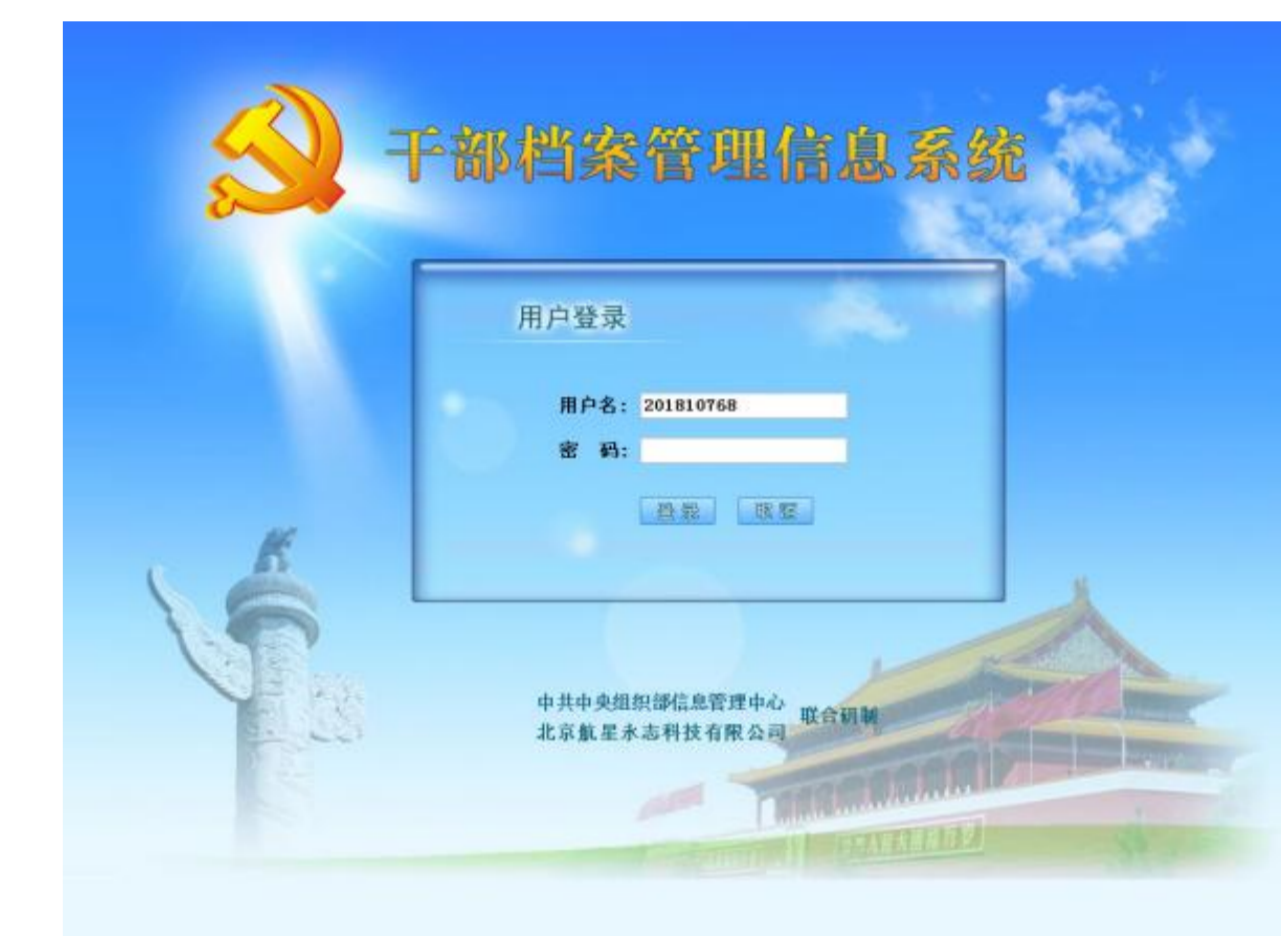 干部档案管理信息系统
用户登录
用户名: 201810768
密 码:
登录 取消
中共中央组织部信息管理中心
北京航星永志科技有限公司
联合研制